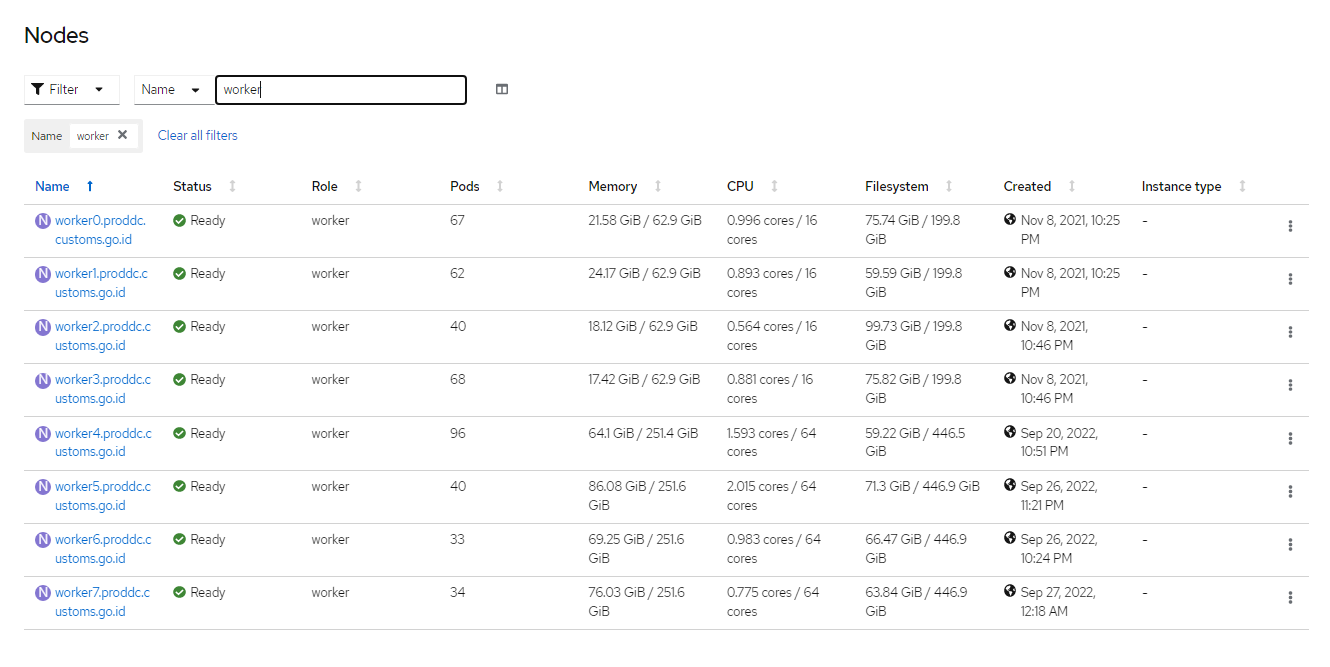 Nodes
Filter Name worker
Name worker Clear all filters
Name Status Role Pods Memory CPU Filesystem Created Instance type
N worker0.proddc. Ready worker 67 21.58 GiB / 62.9 GiB 0.996 cores / 16 75.74 GiB / 199.8 Nov 8, 2021, 10:25 -
customs.go.id cores GiB PM
N worker1.proddc.c Ready worker 62 24.17 GiB / 62.9 GiB 0.893 cores / 16 59.59 GiB / 199.8 Nov 8, 2021, 10:25 -
ustoms.go.id cores GiB PM
N worker2.proddc.c Ready worker 40 18.12 GiB / 62.9 GiB 0.564 cores / 16 99.73 GiB / 199.8 Nov 8, 2021, -
ustoms.go.id cores GiB 10:46 PM
N worker3.proddc.c Ready worker 68 17.42 GiB / 62.9 GiB 0.881 cores / 16 75.82 GiB / 199.8 Nov 8, 2021, -
ustoms.go.id cores GiB 10:46 PM
N worker4.proddc.c Ready worker 96 64.1 GiB / 251.4 GiB 1.593 cores / 64 59.22 GiB / 446.5 Sep 20, 2022, -
ustoms.go.id cores GiB 10:51 PM
N worker5.proddc.c Ready worker 40 86.08 GiB / 251.6 2.015 cores / 64 71.3 GiB / 446.9 GiB Sep 26, 2022, -
ustoms.go.id GiB cores 11:21 PM
N worker6.proddc.c Ready worker 33 69.25 GiB / 251.6 0.983 cores / 64 66.47 GiB / 446.9 Sep 26, 2022, -
ustoms.go.id GiB cores GiB 10:24 PM
N worker7.proddc.c Ready worker 34 76.03 GiB / 251.6 0.775 cores / 64 63.84 GiB / 446.9 Sep 27, 2022, -
ustoms.go.id GiB cores GiB 12:18 AM